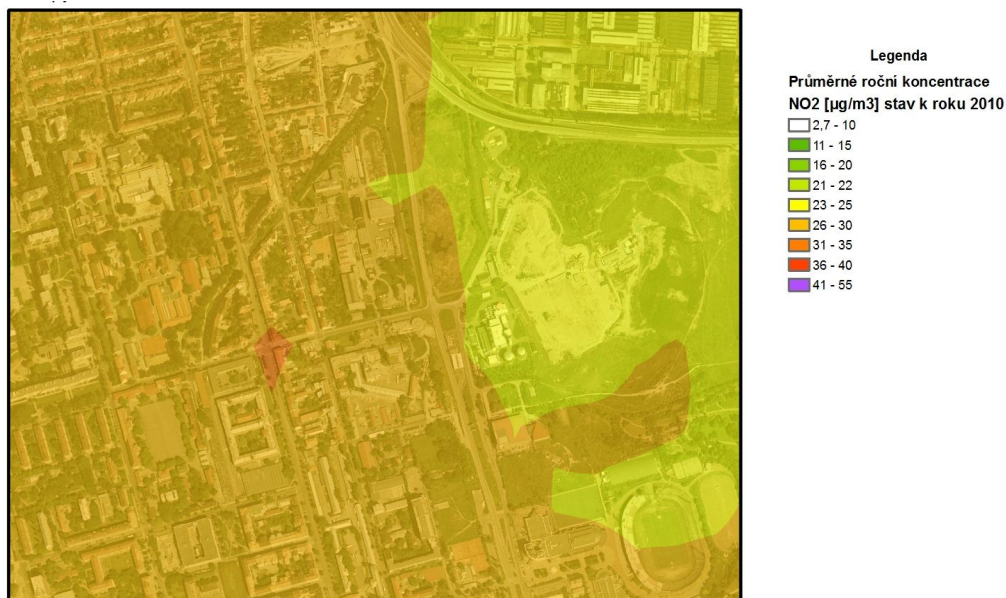 Legenda
Průměrné roční koncentrace
NO2 [µg/m3] stav k roku 2010
2,7 - 10
11 - 15
16 - 20
21 - 22
23 - 25
26 - 30
31 - 35
36 - 40
41 - 55